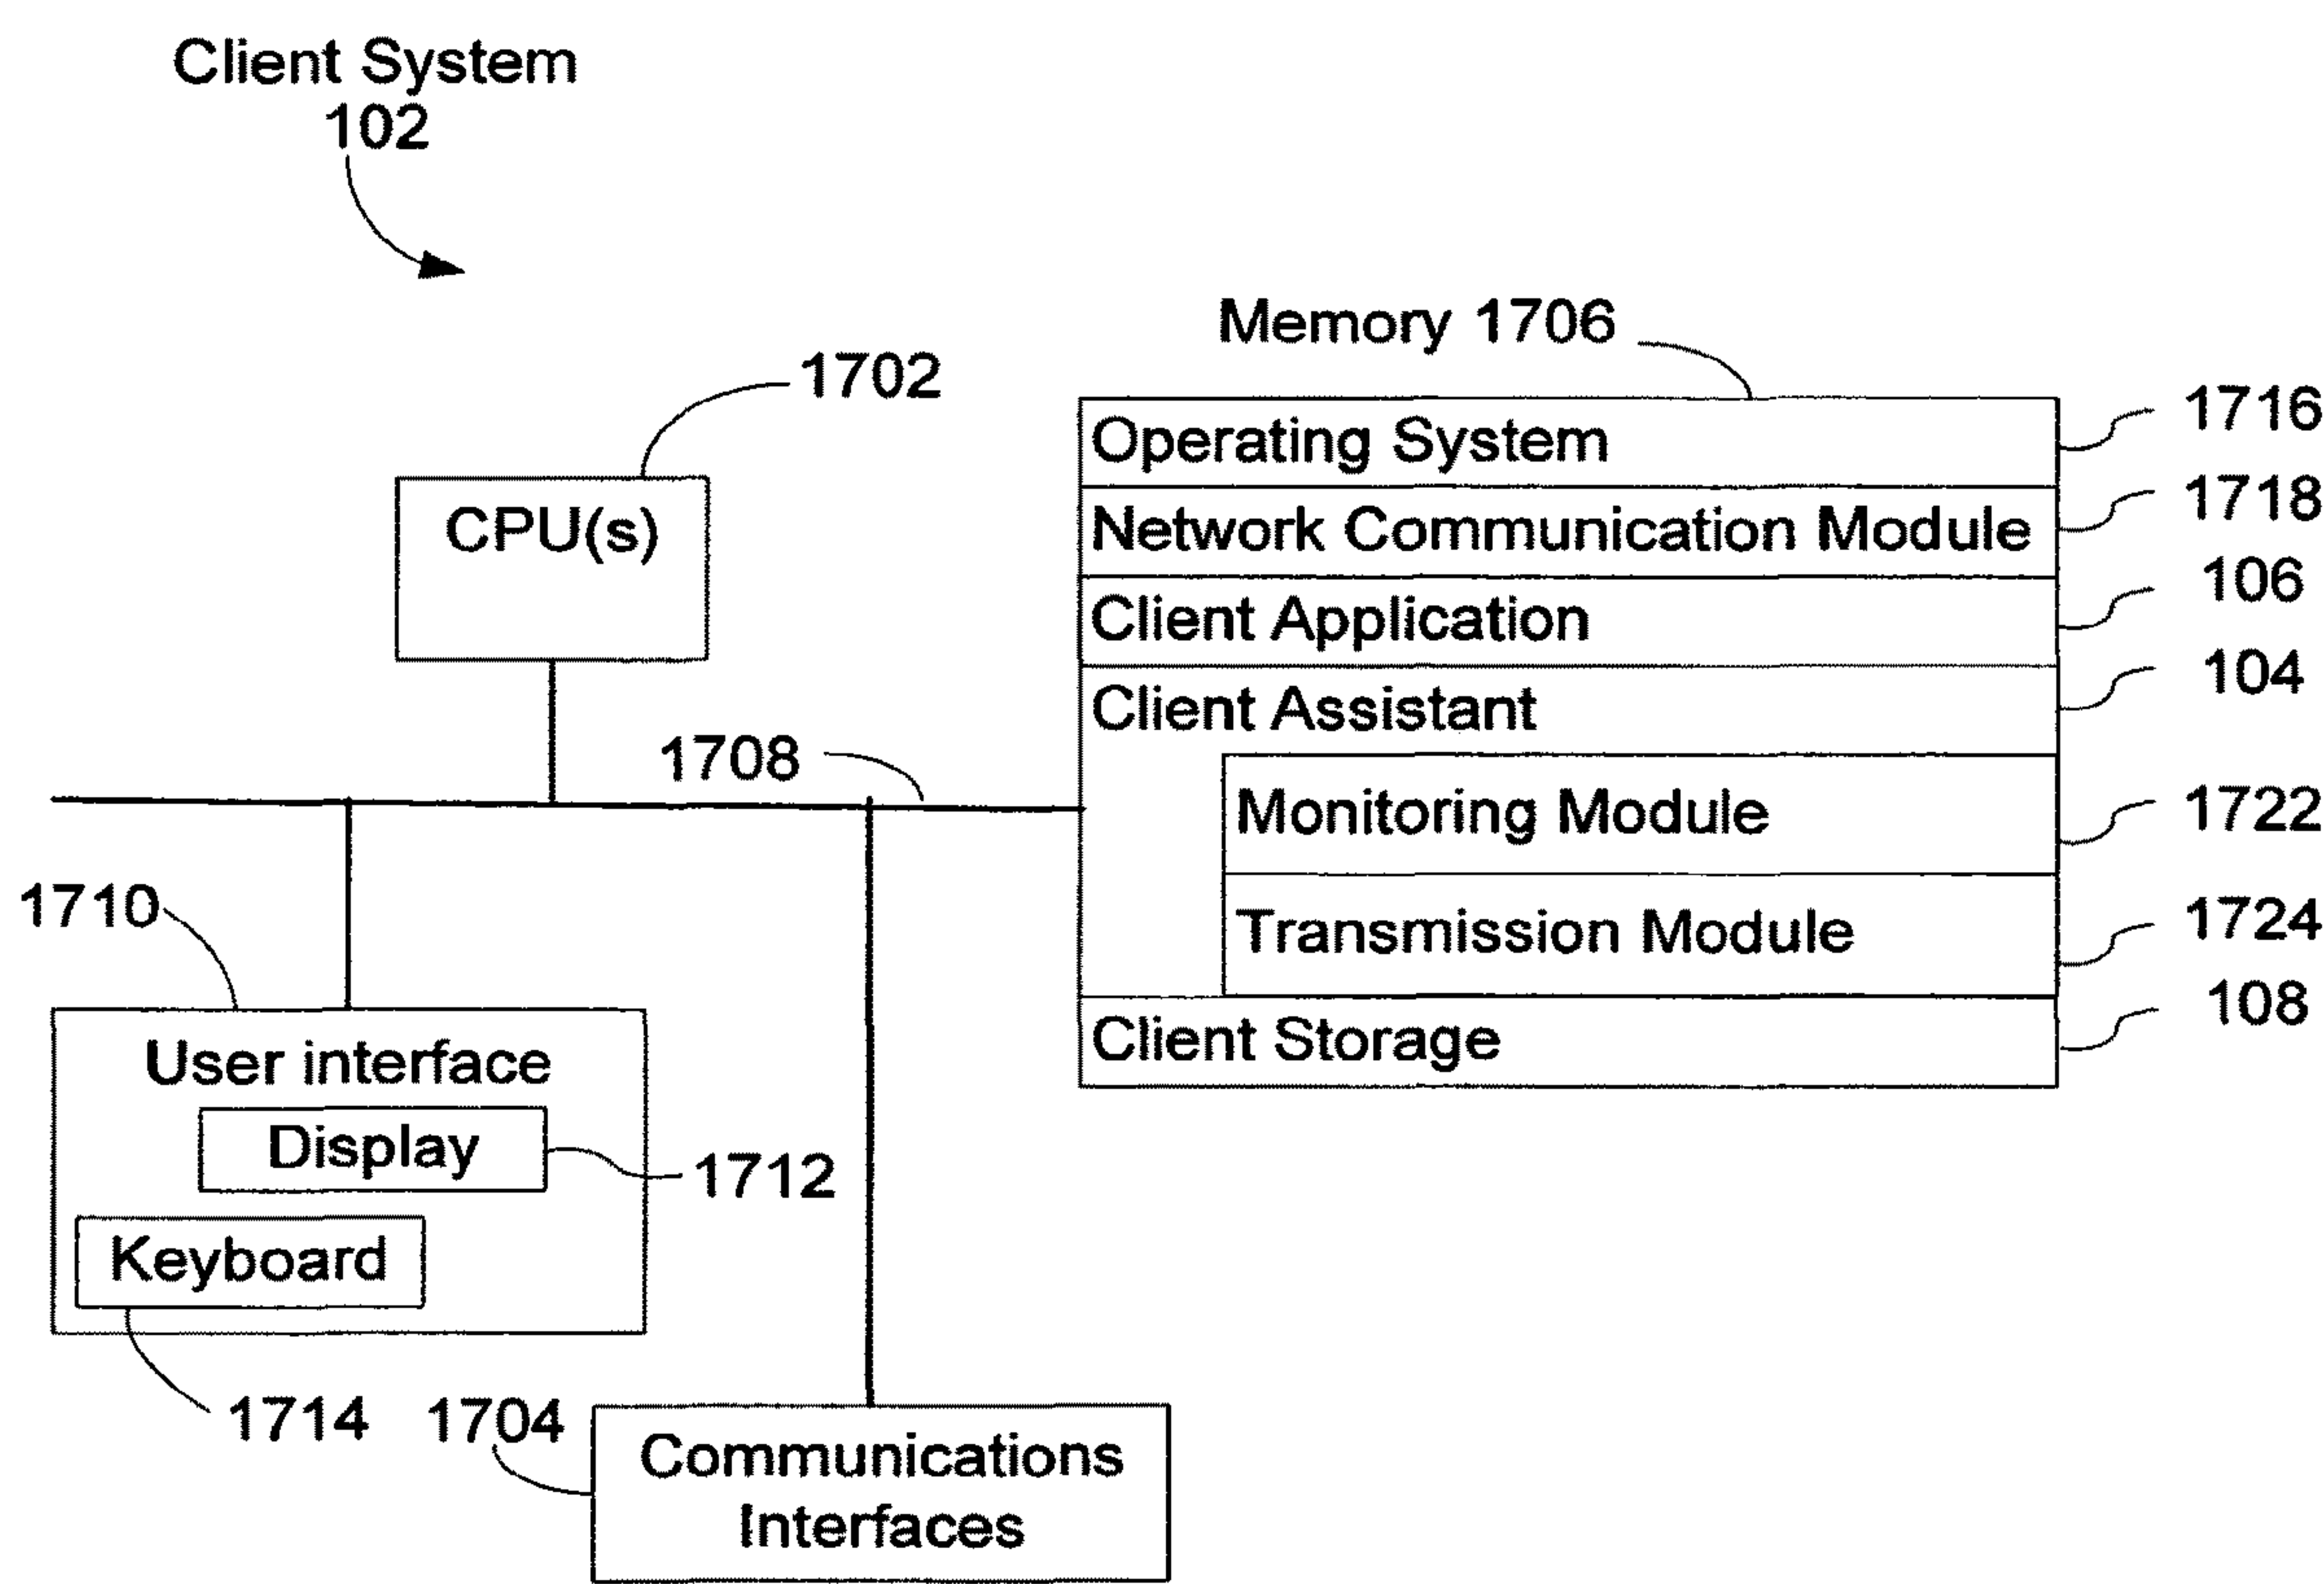 Client System
102
Memory 1706
1702
CPU(s)
Operating System
1716
Network Communication Module
1718
Client Application
106
Client Assistant
104
Monitoring Module
1722
Transmission Module
1724
Client Storage
108
1708
1710
User interface
Display
1712
Keyboard
1714
1704
Communications
Interfaces